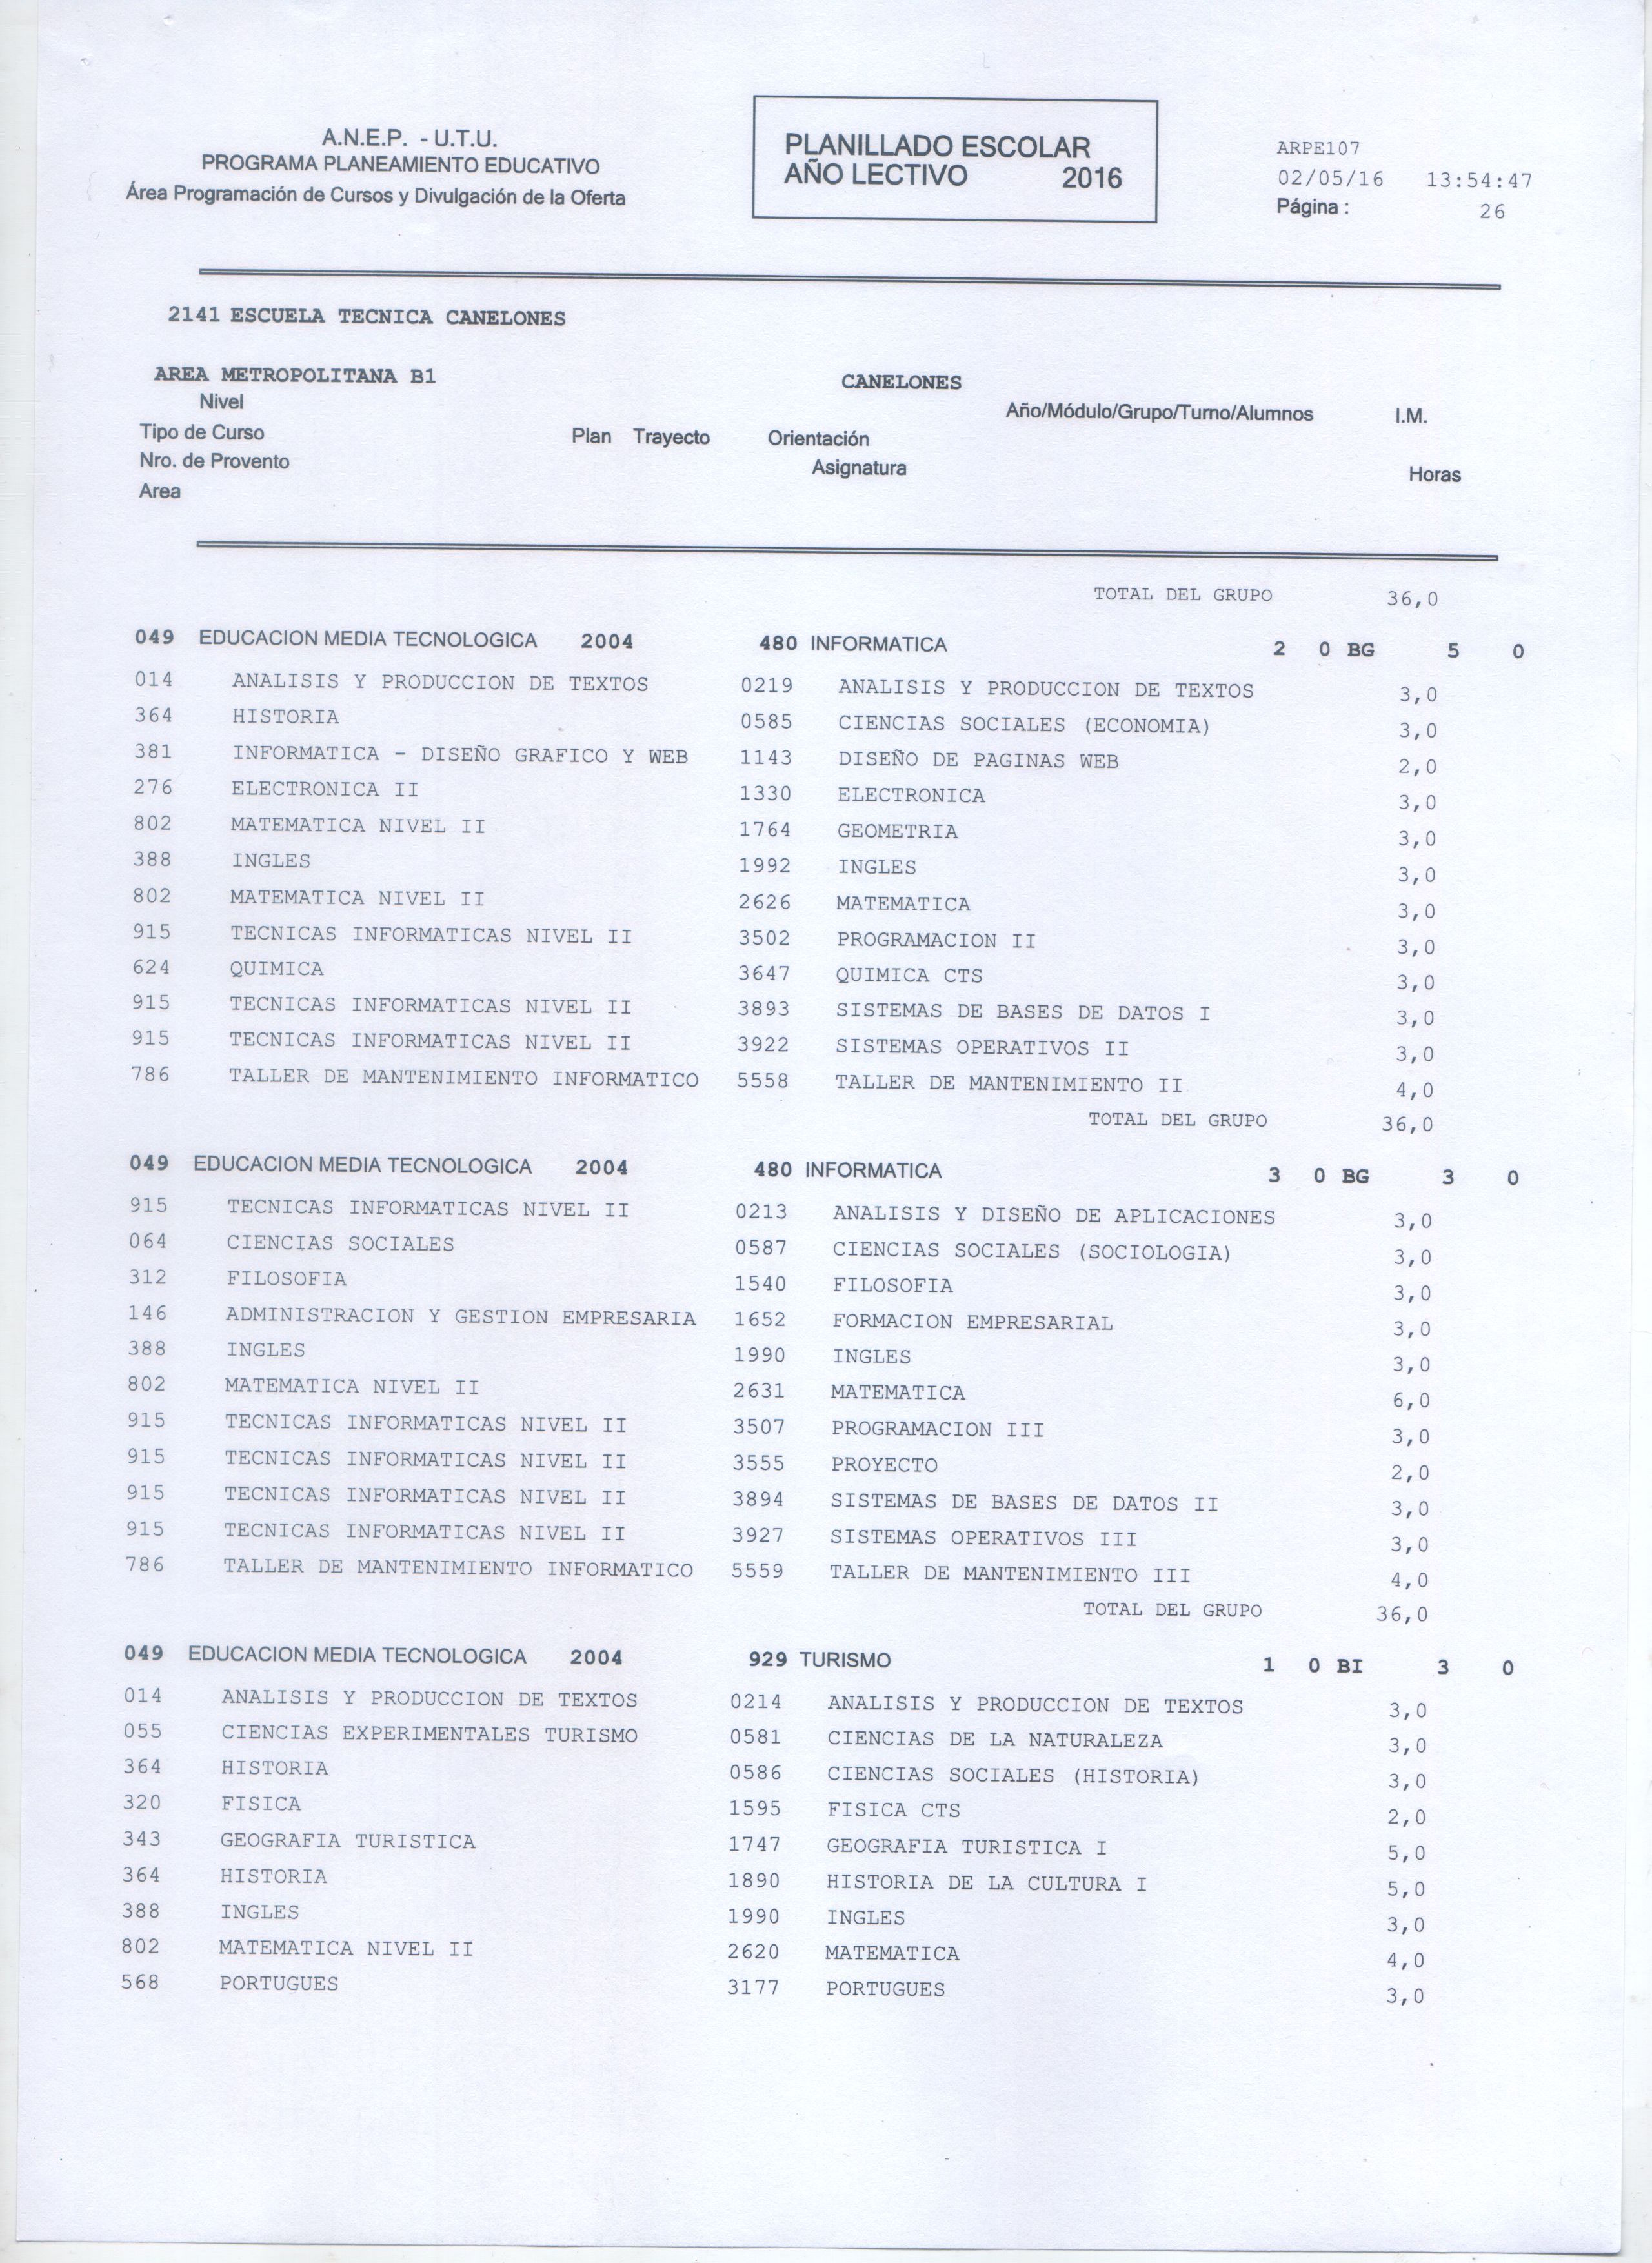 A.N.E.P. - U.T.U.
PROGRAMA PLANEAMIENTO EDUCATIVO
Área Programación de Cursos y Divulgación de la Oferta
PLANILLADO ESCOLAR
AÑO LECTIVO 2016
ARPE107
02/05/16 13:54:47
Página : 26
2141 ESCUELA TECNICA CANELONES
AREA METROPOLITANA B1 CANELONES
Nivel Año/Módulo/Grupo/Turno/Alumnos I.M.
Tipo de Curso Plan Trayecto Orientación
Nro. de Provento Asignatura Horas
Area
TOTAL DEL GRUPO 36,0
049 EDUCACION MEDIA TECNOLOGICA 2004 480 INFORMATICA 2 0 BG 5 0
014 ANALISIS Y PRODUCCION DE TEXTOS 0219 ANALISIS Y PRODUCCION DE TEXTOS 3,0
364 HISTORIA 0585 CIENCIAS SOCIALES (ECONOMIA) 3,0
381 INFORMATICA - DISEÑO GRAFICO Y WEB 1143 DISEÑO DE PAGINAS WEB 2,0
276 ELECTRONICA II 1330 ELECTRONICA 3,0
802 MATEMATICA NIVEL II 1764 GEOMETRIA 3,0
388 INGLES 1992 INGLES 3,0
802 MATEMATICA NIVEL II 2626 MATEMATICA 3,0
915 TECNICAS INFORMATICAS NIVEL II 3502 PROGRAMACION II 3,0
624 QUIMICA 3647 QUIMICA CTS 3,0
915 TECNICAS INFORMATICAS NIVEL II 3893 SISTEMAS DE BASES DE DATOS I 3,0
915 TECNICAS INFORMATICAS NIVEL II 3922 SISTEMAS OPERATIVOS II 3,0
786 TALLER DE MANTENIMIENTO INFORMATICO 5558 TALLER DE MANTENIMIENTO II 4,0
TOTAL DEL GRUPO 36,0
049 EDUCACION MEDIA TECNOLOGICA 2004 480 INFORMATICA 3 0 BG 3 0
915 TECNICAS INFORMATICAS NIVEL II 0213 ANALISIS Y DISEÑO DE APLICACIONES 3,0
064 CIENCIAS SOCIALES 0587 CIENCIAS SOCIALES (SOCIOLOGIA) 3,0
312 FILOSOFIA 1540 FILOSOFIA 3,0
146 ADMINISTRACION Y GESTION EMPRESARIA 1652 FORMACION EMPRESARIAL 3,0
388 INGLES 1990 INGLES 3,0
802 MATEMATICA NIVEL II 2631 MATEMATICA 6,0
915 TECNICAS INFORMATICAS NIVEL II 3507 PROGRAMACION III 3,0
915 TECNICAS INFORMATICAS NIVEL II 3555 PROYECTO 2,0
915 TECNICAS INFORMATICAS NIVEL II 3894 SISTEMAS DE BASES DE DATOS II 3,0
915 TECNICAS INFORMATICAS NIVEL II 3927 SISTEMAS OPERATIVOS III 3,0
786 TALLER DE MANTENIMIENTO INFORMATICO 5559 TALLER DE MANTENIMIENTO III 4,0
TOTAL DEL GRUPO 36,0
049 EDUCACION MEDIA TECNOLOGICA 2004 929 TURISMO 1 0 BI 3 0
014 ANALISIS Y PRODUCCION DE TEXTOS 0214 ANALISIS Y PRODUCCION DE TEXTOS 3,0
055 CIENCIAS EXPERIMENTALES TURISMO 0581 CIENCIAS DE LA NATURALEZA 3,0
364 HISTORIA 0586 CIENCIAS SOCIALES (HISTORIA) 3,0
320 FISICA 1595 FISICA CTS 2,0
343 GEOGRAFIA TURISTICA 1747 GEOGRAFIA TURISTICA I 5,0
364 HISTORIA 1890 HISTORIA DE LA CULTURA I 5,0
388 INGLES 1990 INGLES 3,0
802 MATEMATICA NIVEL II 2620 MATEMATICA 4,0
568 PORTUGUES 3177 PORTUGUES 3,0